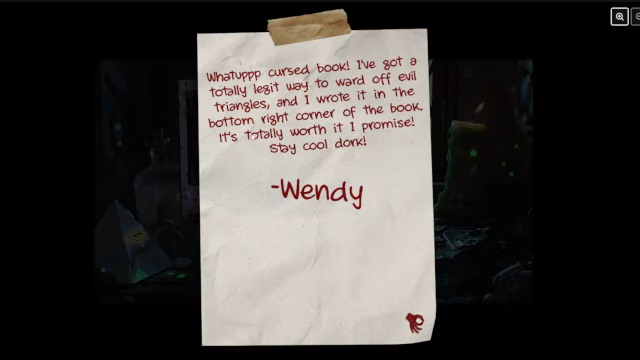 Whatuppp cursed book! I've got a
totally legit way to ward off evil
triangles, and I wrote it in the
bottom right corner of the book.
It's totally worth it I promise!
Stay cool dork!
-Wendy